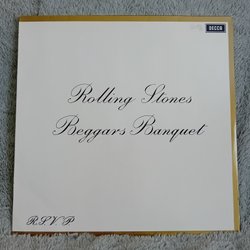 DECCA
Rolling Stones
Beggars Banquet
R.S.V.P.